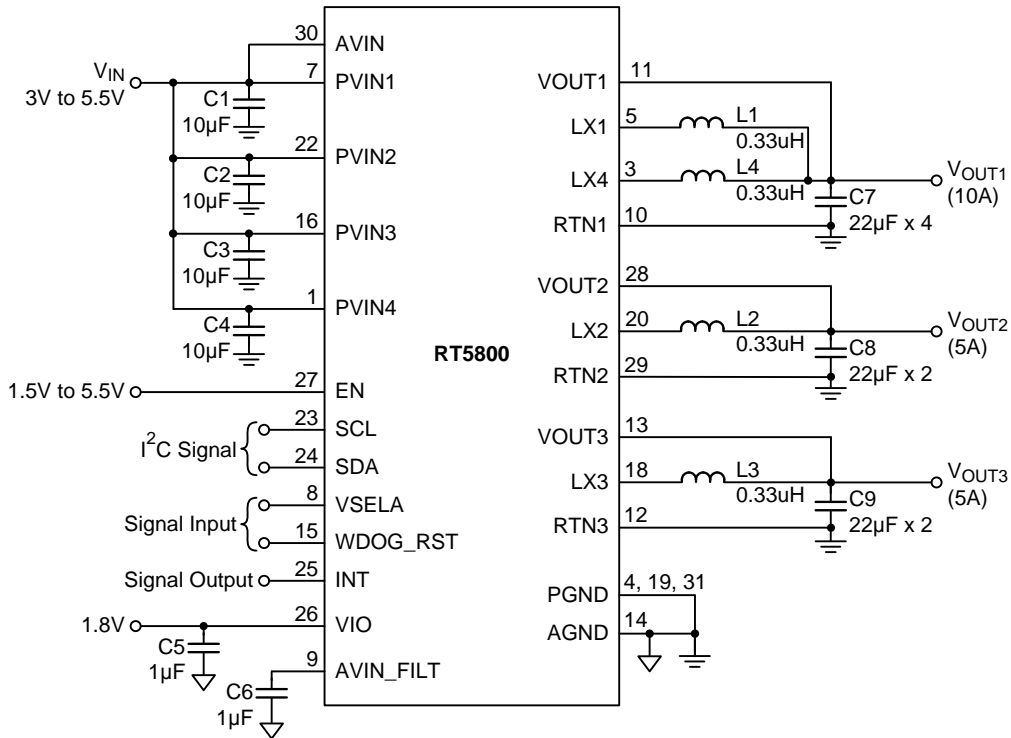 30 AVIN
V_IN
3V to 5.5V
7 PVIN1
C1
10µF
22 PVIN2
C2
10µF
16 PVIN3
C3
10µF
1 PVIN4
C4
10µF
1.5V to 5.5V 27 EN
I²C Signal
23 SCL
24 SDA
Signal Input
8 VSELA
15 WDOG_RST
Signal Output 25 INT
1.8V 26 VIO
C5
1µF
9 AVIN_FILT
C6
1µF
RT5800
VOUT1 11
LX1 5 L1
0.33uH
LX4 3 L4
0.33uH
V_OUT1
(10A)
C7
22µF x 4
RTN1 10
VOUT2 28
LX2 20 L2
0.33uH
V_OUT2
(5A)
C8
22µF x 2
RTN2 29
VOUT3 13
LX3 18 L3
0.33uH
V_OUT3
(5A)
C9
22µF x 2
RTN3 12
PGND 4, 19, 31
AGND 14